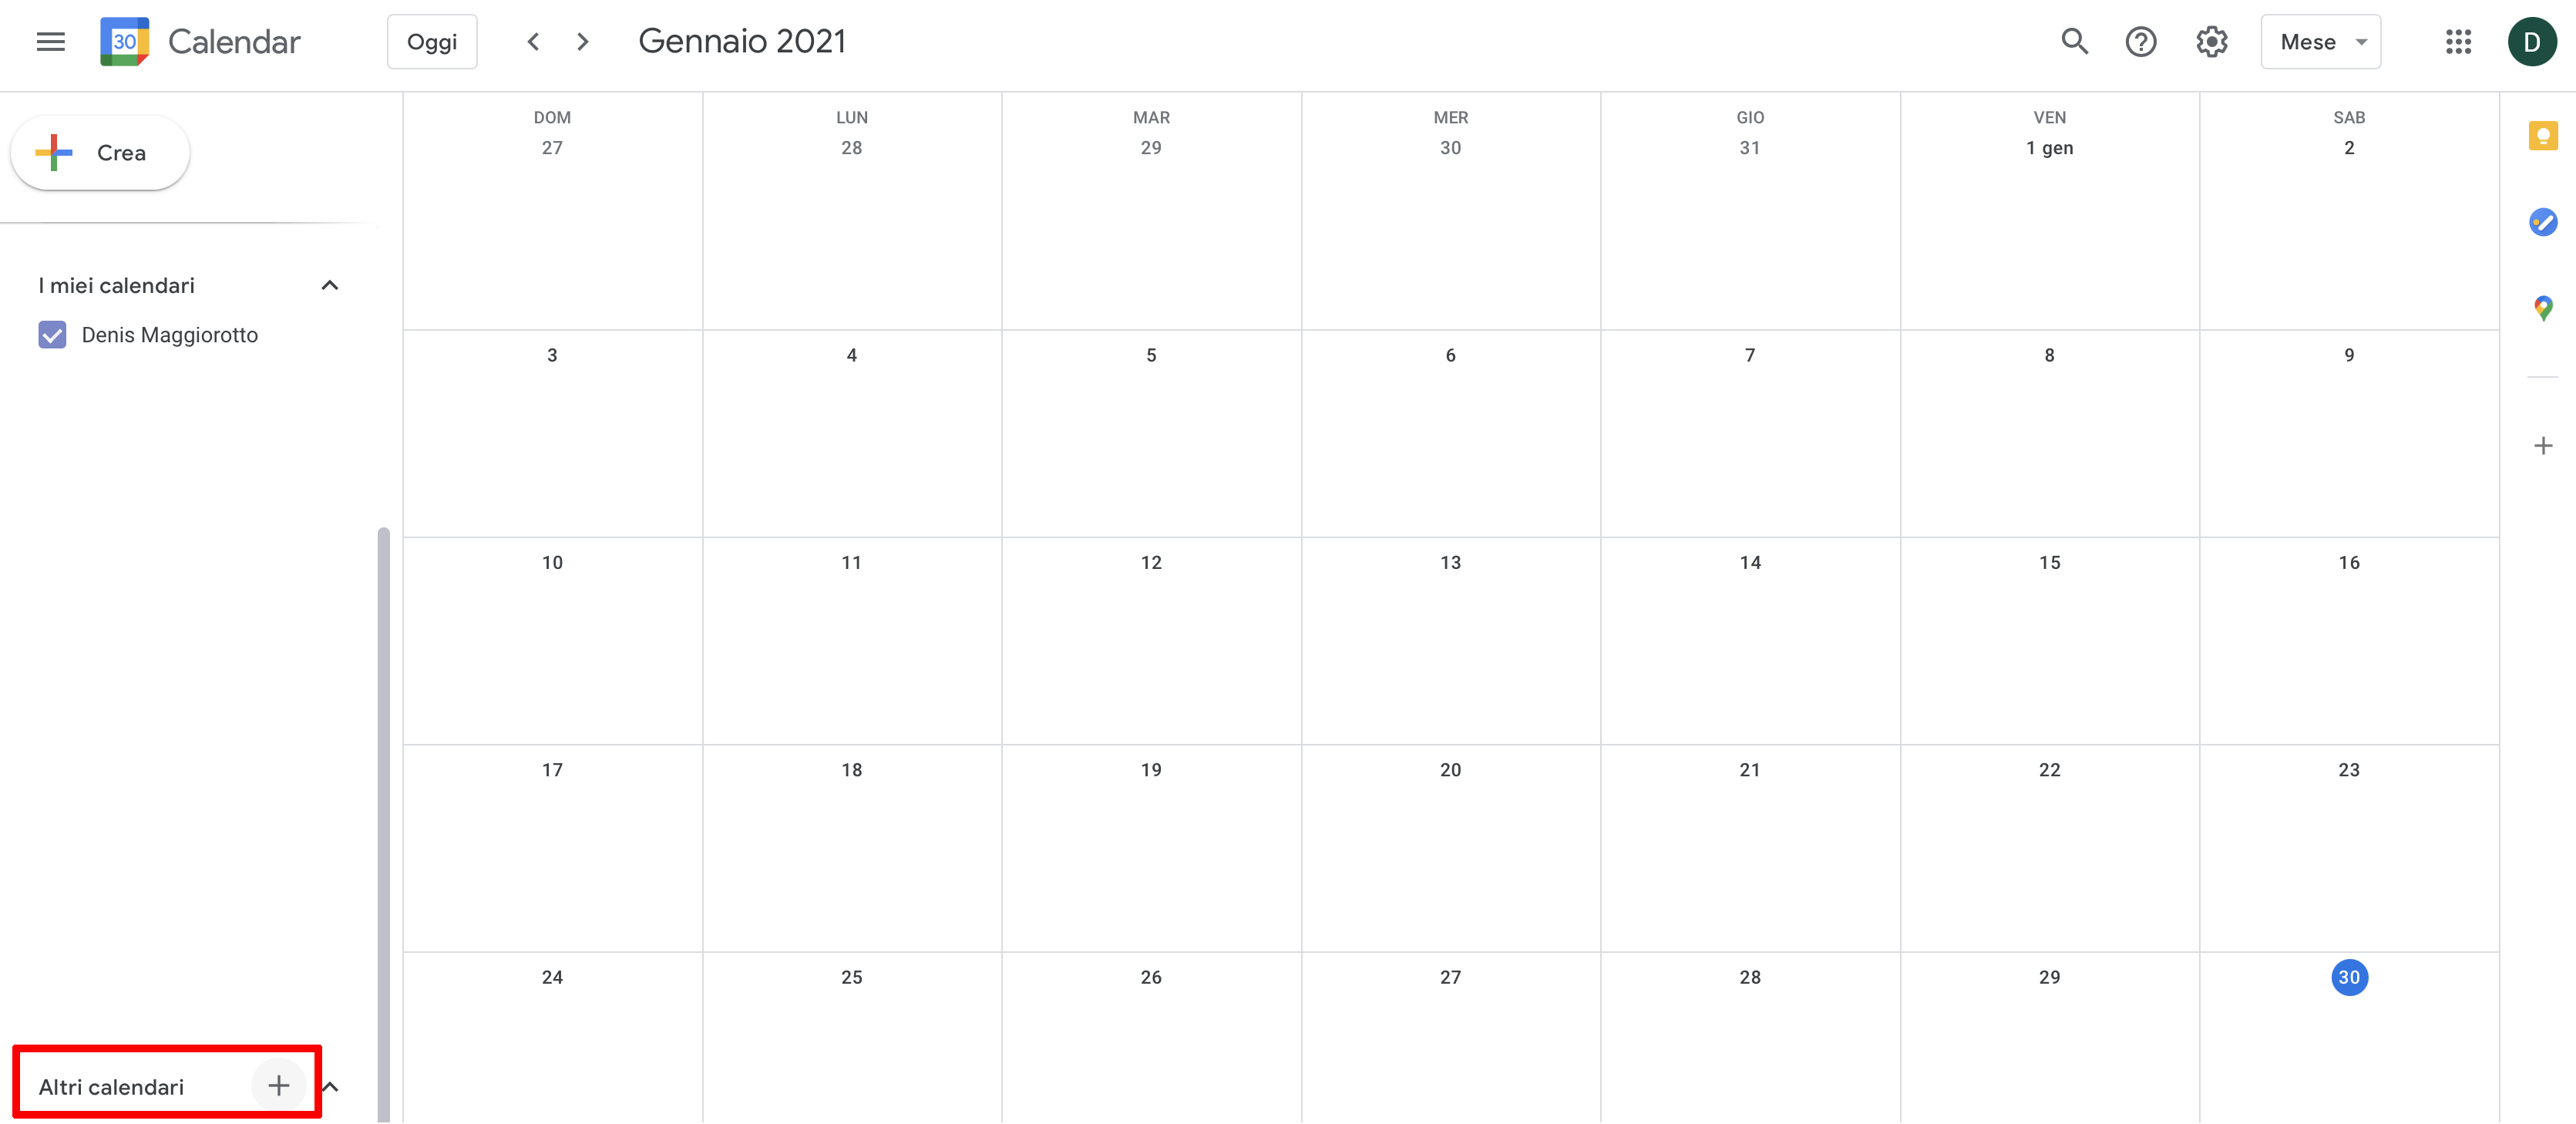 30 Calendar Oggi Gennaio 2021 Mese D
Crea
I miei calendari
Denis Maggiorotto
Altri calendari
DOM LUN MAR MER GIO VEN SAB
27 28 29 30 31 1 gen 2
3 4 5 6 7 8 9
10 11 12 13 14 15 16
17 18 19 20 21 22 23
24 25 26 27 28 29 30